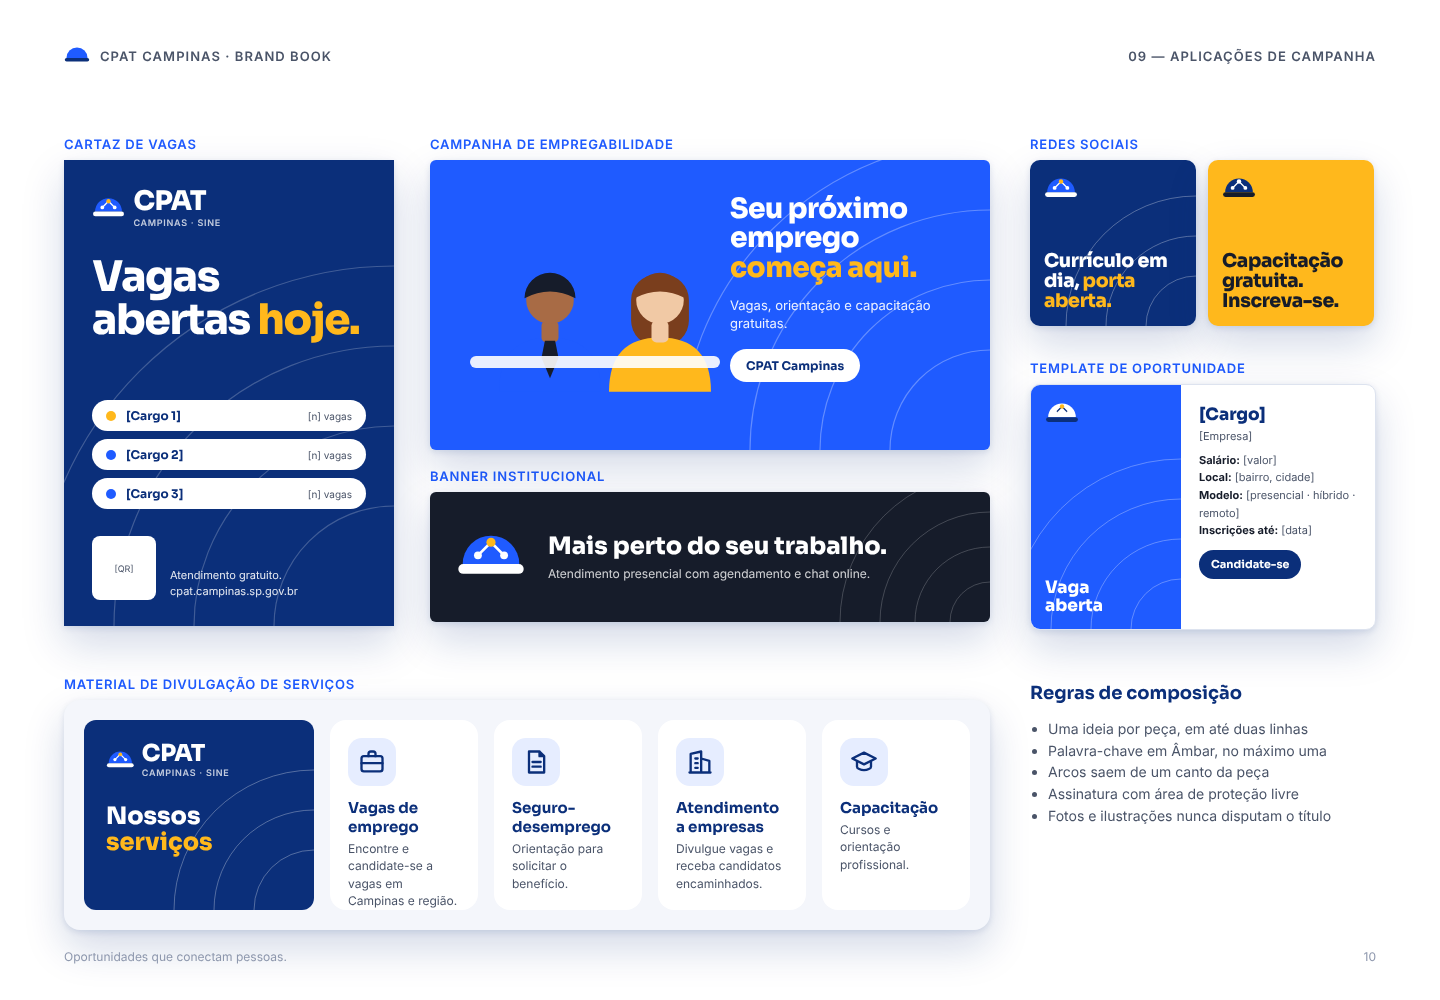 CPAT CAMPINAS · BRAND BOOK
09 — APLICAÇÕES DE CAMPANHA
CARTAZ DE VAGAS
CPAT
CAMPINAS · SINE
Vagas
abertas hoje.
[Cargo 1]
[n] vagas
[Cargo 2]
[n] vagas
[Cargo 3]
[n] vagas
[QR]
Atendimento gratuito.
cpat.campinas.sp.gov.br
CAMPANHA DE EMPREGABILIDADE
Seu próximo
emprego
começa aqui.
Vagas, orientação e capacitação
gratuitas.
CPAT Campinas
BANNER INSTITUCIONAL
Mais perto do seu trabalho.
Atendimento presencial com agendamento e chat online.
REDES SOCIAIS
Currículo em
dia, porta
aberta.
Capacitação
gratuita.
Inscreva-se.
TEMPLATE DE OPORTUNIDADE
Vaga
aberta
[Cargo]
[Empresa]
Salário: [valor]
Local: [bairro, cidade]
Modelo: [presencial · híbrido ·
remoto]
Inscrições até: [data]
Candidate-se
MATERIAL DE DIVULGAÇÃO DE SERVIÇOS
CPAT
CAMPINAS · SINE
Nossos
serviços
Vagas de
emprego
Encontre e
candidate-se a
vagas em
Campinas e região.
Seguro-
desemprego
Orientação para
solicitar o
benefício.
Atendimento
a empresas
Divulgue vagas e
receba candidatos
encaminhados.
Capacitação
Cursos e
orientação
profissional.
Regras de composição
• Uma ideia por peça, em até duas linhas
• Palavra-chave em Âmbar, no máximo uma
• Arcos saem de um canto da peça
• Assinatura com área de proteção livre
• Fotos e ilustrações nunca disputam o título
Oportunidades que conectam pessoas.
10